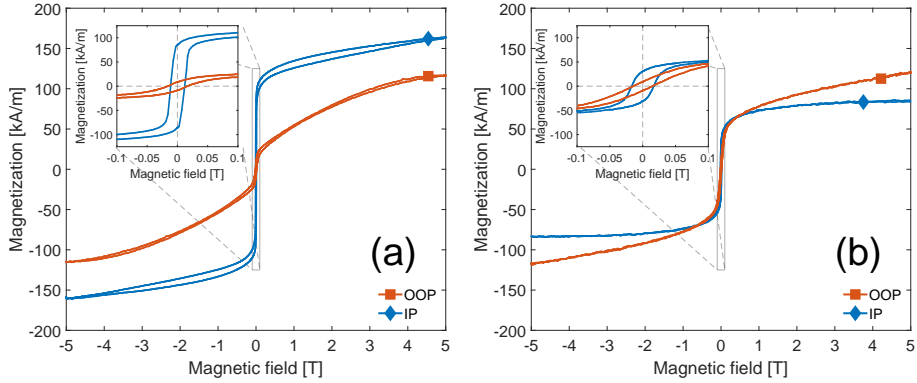 200
150
100
50
0
-50
-100
-150
-200
Magnetization [kA/m]
-5 -4 -3 -2 -1 0 1 2 3 4 5
Magnetic field [T]
100
50
0
-50
-100
Magnetization [kA/m]
-0.1 -0.05 0 0.05 0.1
Magnetic field [T]
(a)
OOP
IP
200
150
100
50
0
-50
-100
-150
-200
Magnetization [kA/m]
-5 -4 -3 -2 -1 0 1 2 3 4 5
Magnetic field [T]
100
50
0
-50
-100
Magnetization [kA/m]
-0.1 -0.05 0 0.05 0.1
Magnetic field [T]
(b)
OOP
IP